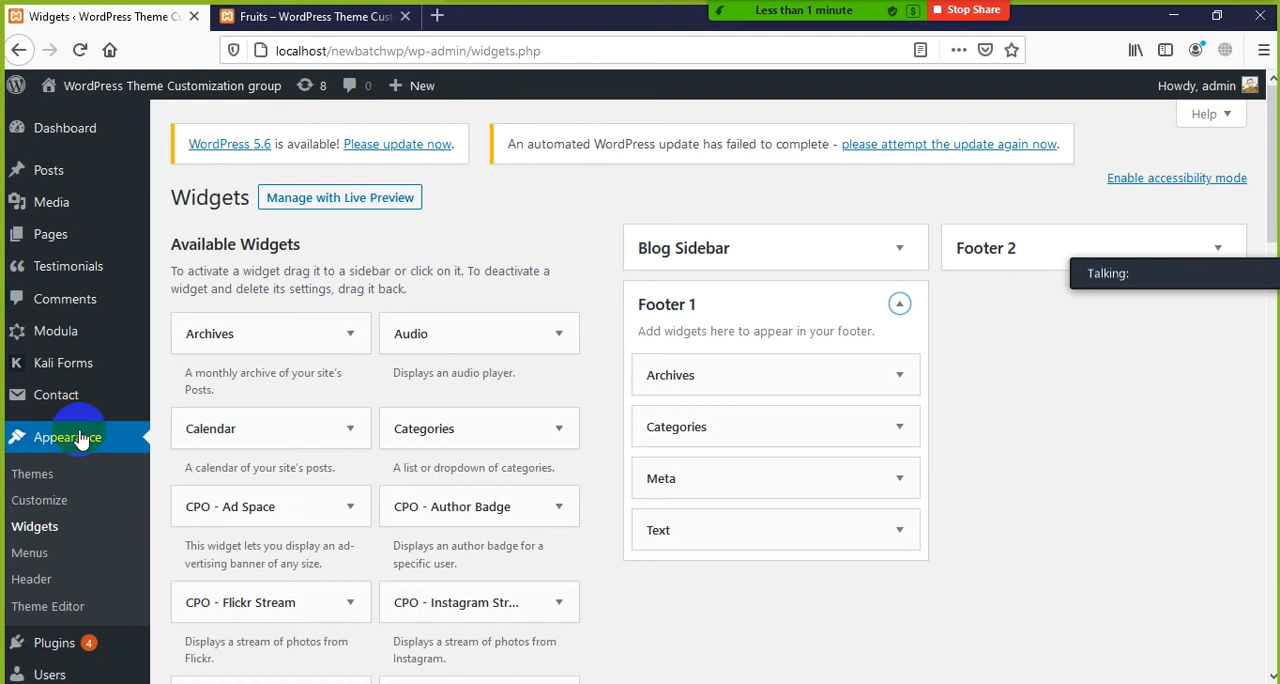 Widgets ‹ WordPress Theme Cu
Fruits – WordPress Theme Cust
Less than 1 minute
Stop Share
localhost/newbatchwp/wp-admin/widgets.php
WordPress Theme Customization group
8
0
New
Howdy, admin
Dashboard
Posts
Media
Pages
Testimonials
Comments
Modula
Kali Forms
Contact
Appearance
Themes
Customize
Widgets
Menus
Header
Theme Editor
Plugins 4
Users
Help
WordPress 5.6 is available! Please update now.
An automated WordPress update has failed to complete - please attempt the update again now.
Enable accessibility mode
Widgets
Manage with Live Preview
Available Widgets
To activate a widget drag it to a sidebar or click on it. To deactivate a
widget and delete its settings, drag it back.
Archives
A monthly archive of your site's
Posts.
Audio
Displays an audio player.
Calendar
A calendar of your site's posts.
Categories
A list or dropdown of categories.
CPO - Ad Space
This widget lets you display an ad-
vertising banner of any size.
CPO - Author Badge
Displays an author badge for a
specific user.
CPO - Flickr Stream
Displays a stream of photos from
Flickr.
CPO - Instagram Str...
Displays a stream of photos from
Instagram.
Blog Sidebar
Footer 1
Add widgets here to appear in your footer.
Archives
Categories
Meta
Text
Footer 2
Talking: